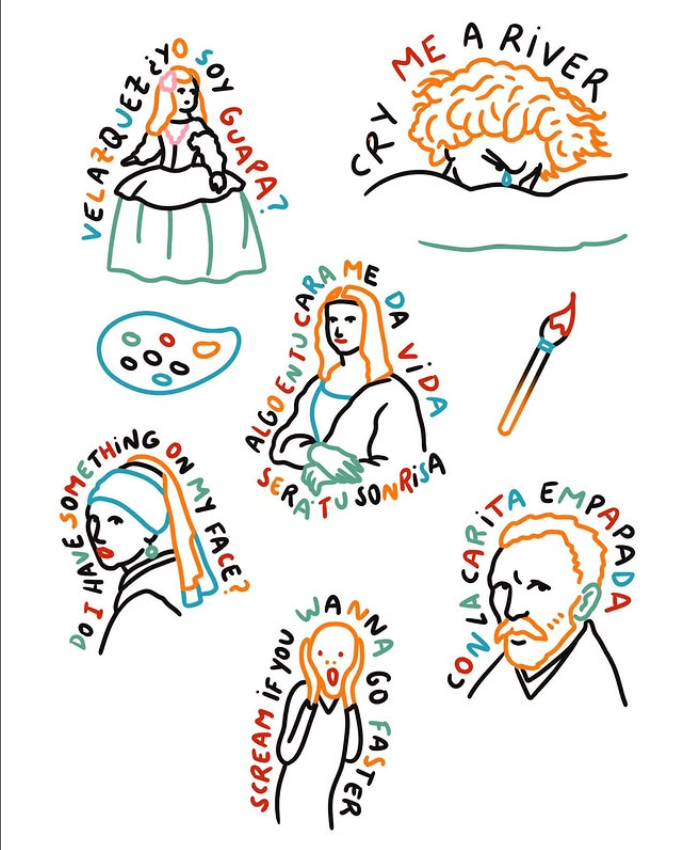 VELAZQUEZ ¿YO SOY GUAPA?
CRY ME A RiVER
ALGO EN TU CARA ME DA ViDA
SERA TU SONRiSA
DO I HAVE SOMETHiNG ON MY FACE?
CON LA CARiTA EMPAPADA
SCREAM iF YOU WANNA GO FASTER